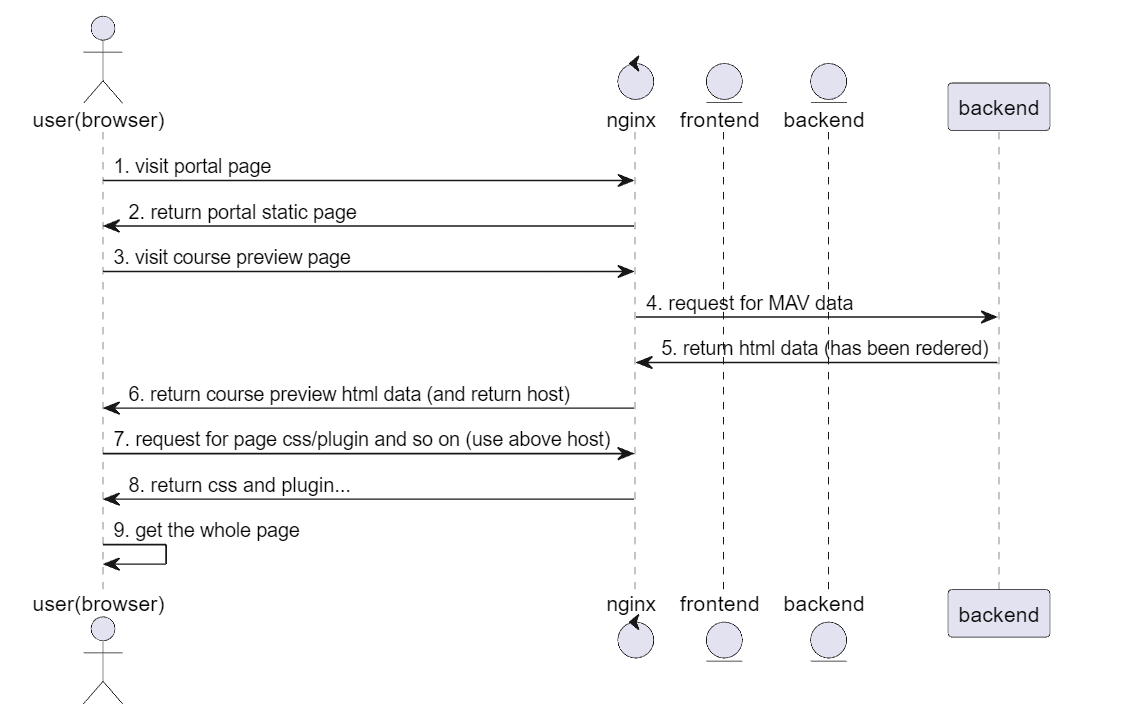 user(browser)
nginx
frontend
backend
backend
1. visit portal page
2. return portal static page
3. visit course preview page
4. request for MAV data
5. return html data (has been redered)
6. return course preview html data (and return host)
7. request for page css/plugin and so on (use above host)
8. return css and plugin...
9. get the whole page
user(browser)
nginx
frontend
backend
backend